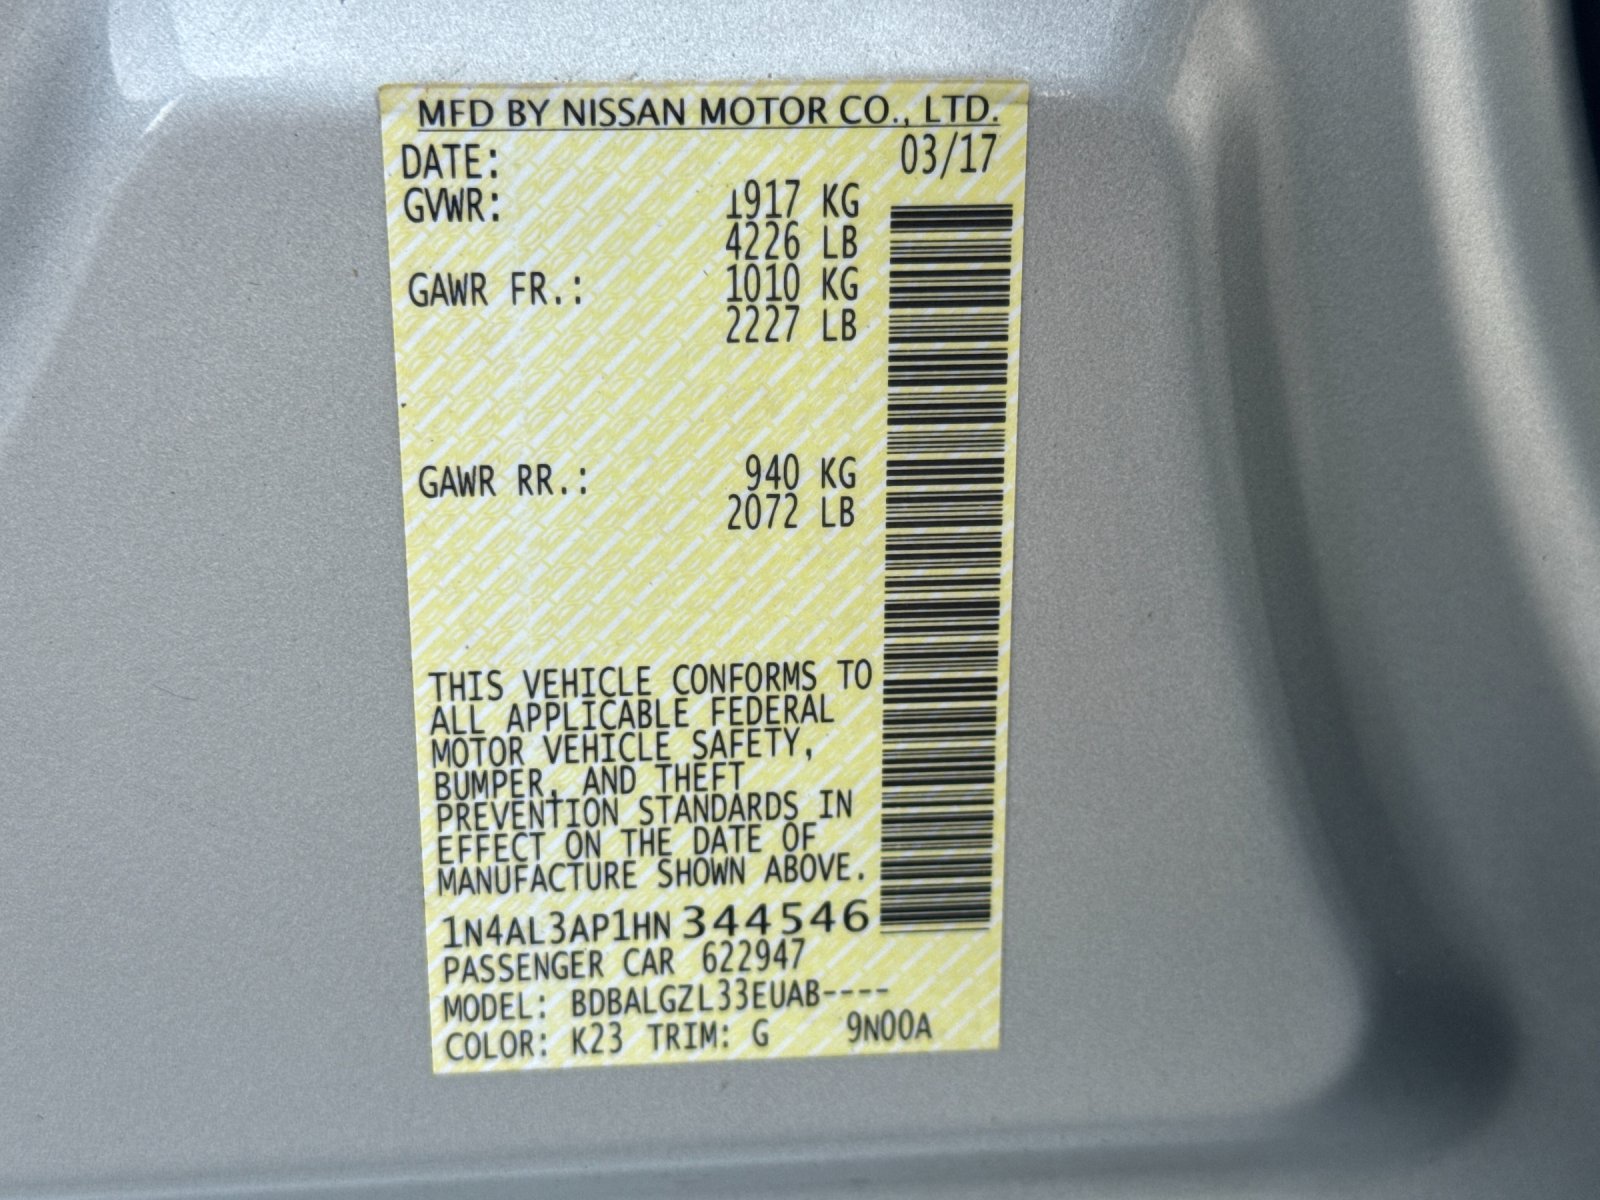 MFD BY NISSAN MOTOR CO., LTD.
DATE: 03/17
GVWR: 1917 KG
4226 LB
GAWR FR.: 1010 KG
2227 LB
GAWR RR.: 940 KG
2072 LB
THIS VEHICLE CONFORMS TO
ALL APPLICABLE FEDERAL
MOTOR VEHICLE SAFETY,
BUMPER, AND THEFT
PREVENTION STANDARDS IN
EFFECT ON THE DATE OF
MANUFACTURE SHOWN ABOVE.
1N4AL3AP1HN344546
PASSENGER CAR 622947
MODEL: BDBALGZL33EUAB----
COLOR: K23 TRIM: G 9N00A